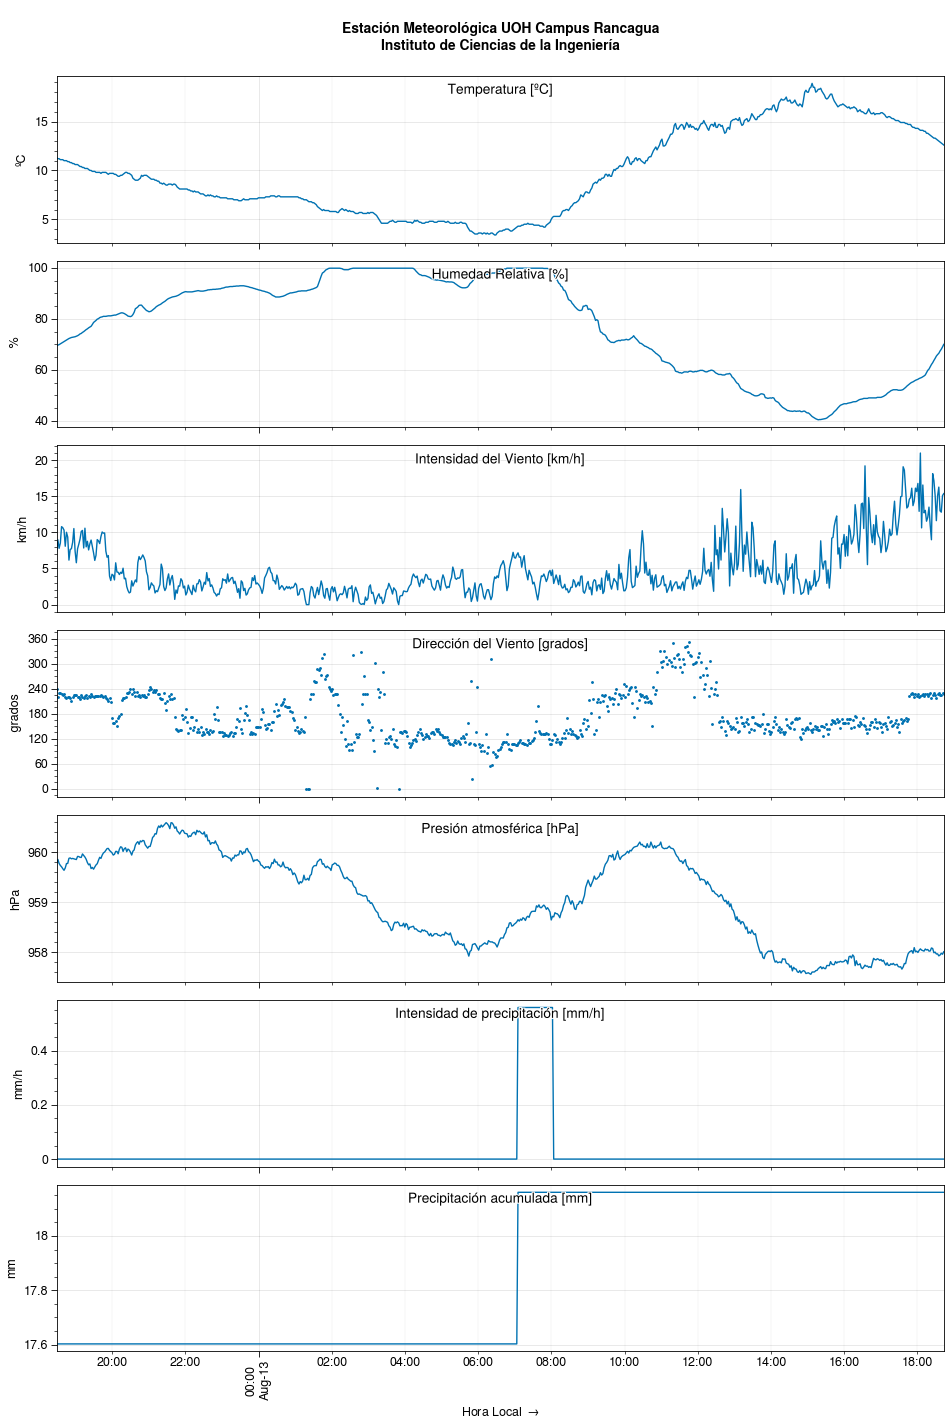 Estación Meteorológica UOH Campus Rancagua
Instituto de Ciencias de la Ingeniería
Temperatura [ºC]
15
10
5
ºC
Humedad Relativa [%]
100
80
60
40
%
Intensidad del Viento [km/h]
20
15
10
5
0
km/h
Dirección del Viento [grados]
360
300
240
180
120
60
0
grados
Presión atmosférica [hPa]
960
959
958
hPa
Intensidad de precipitación [mm/h]
0.4
0.2
0
mm/h
Precipitación acumulada [mm]
18
17.8
17.6
mm
20:00 22:00 00:00 02:00 04:00 06:00 08:00 10:00 12:00 14:00 16:00 18:00
Aug-13
Hora Local →